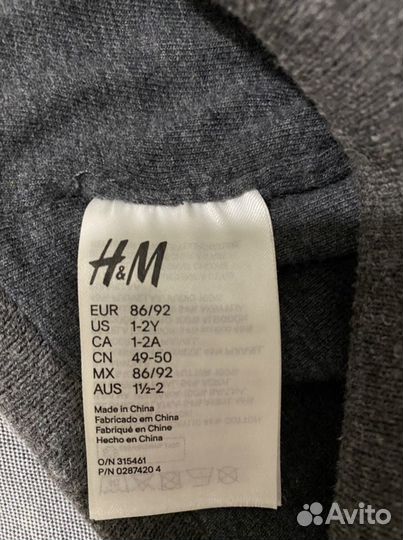 H&M
EUR 86/92
US 1-2Y
CA 1-2A
CN 49-50
MX 86/92
AUS 1½-2
Made in China
Fabricado em China
Fabriqué en Chine
Hecho en China
O/N 315461
P/N 0287420 4
Avito